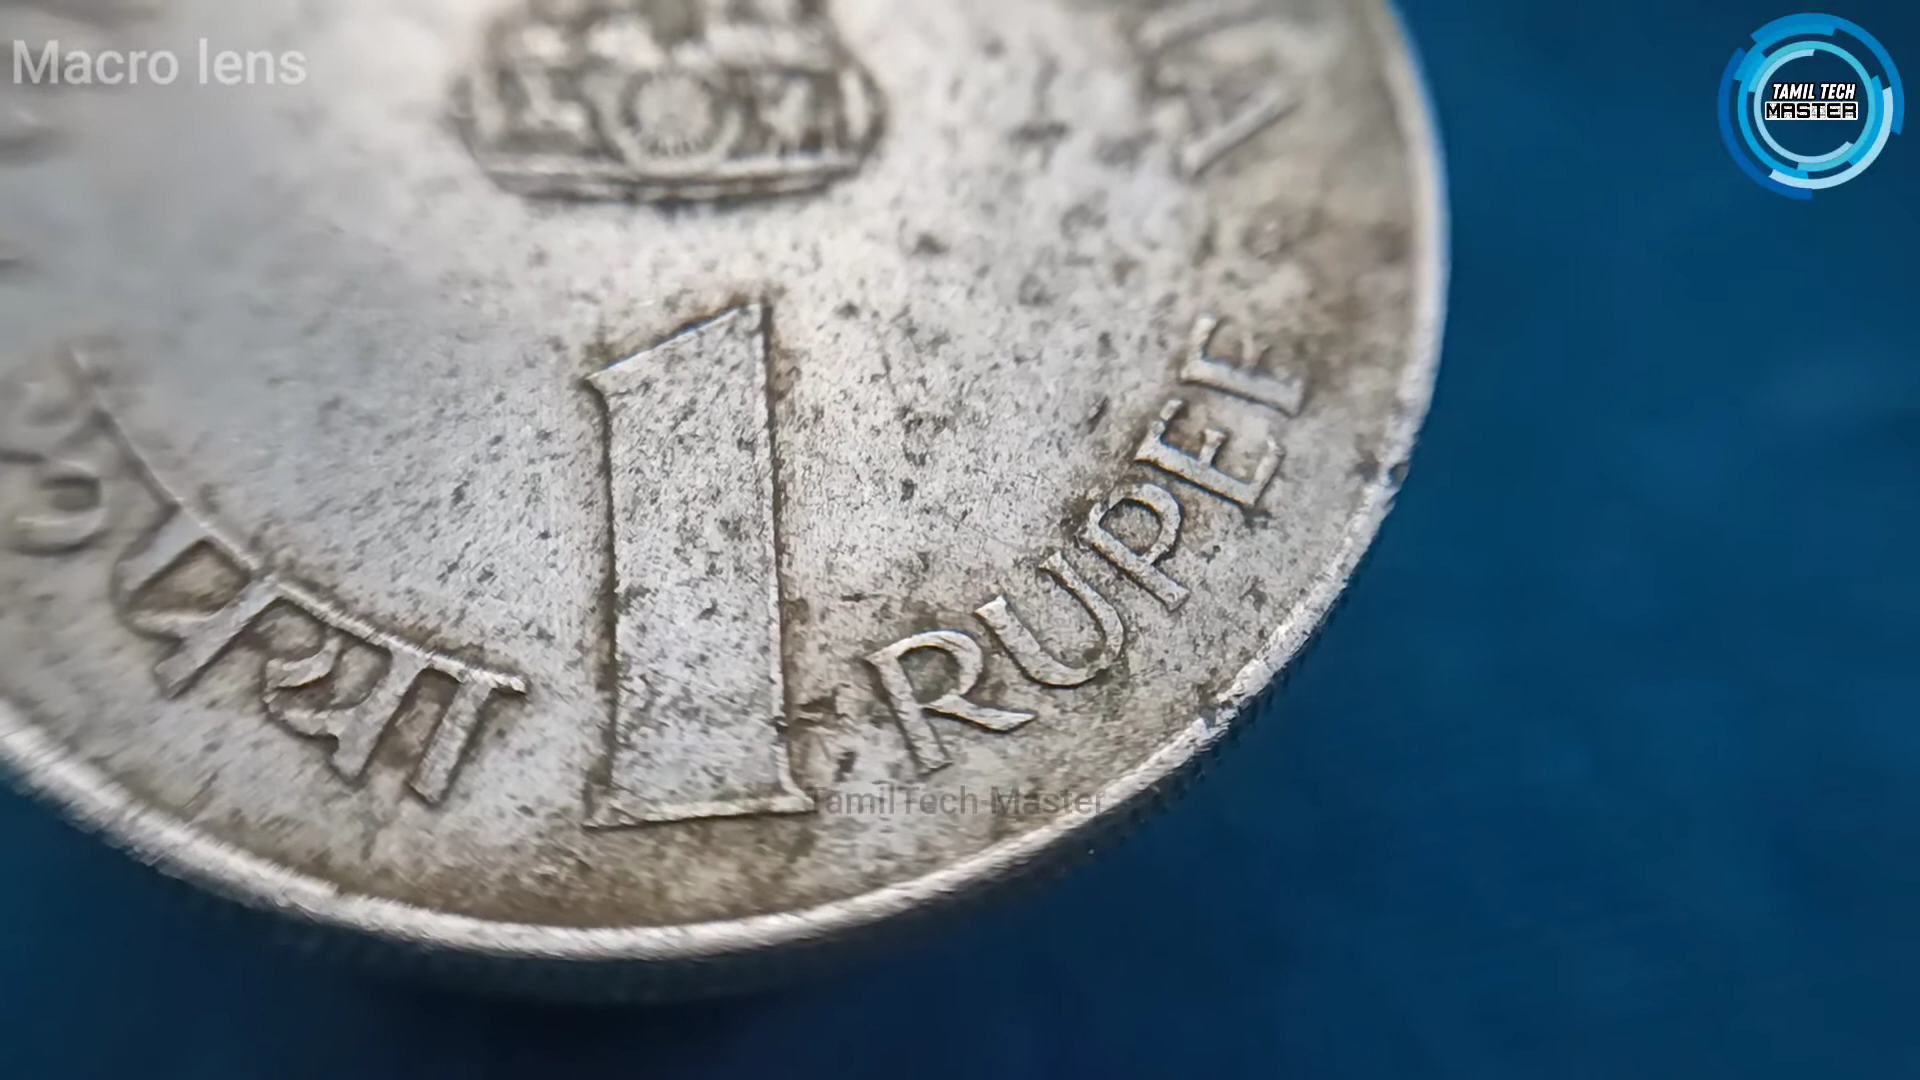 Macro lens
TAMIL TECH
MASTER
1
रुपया
RUPEE
TamilTech Master